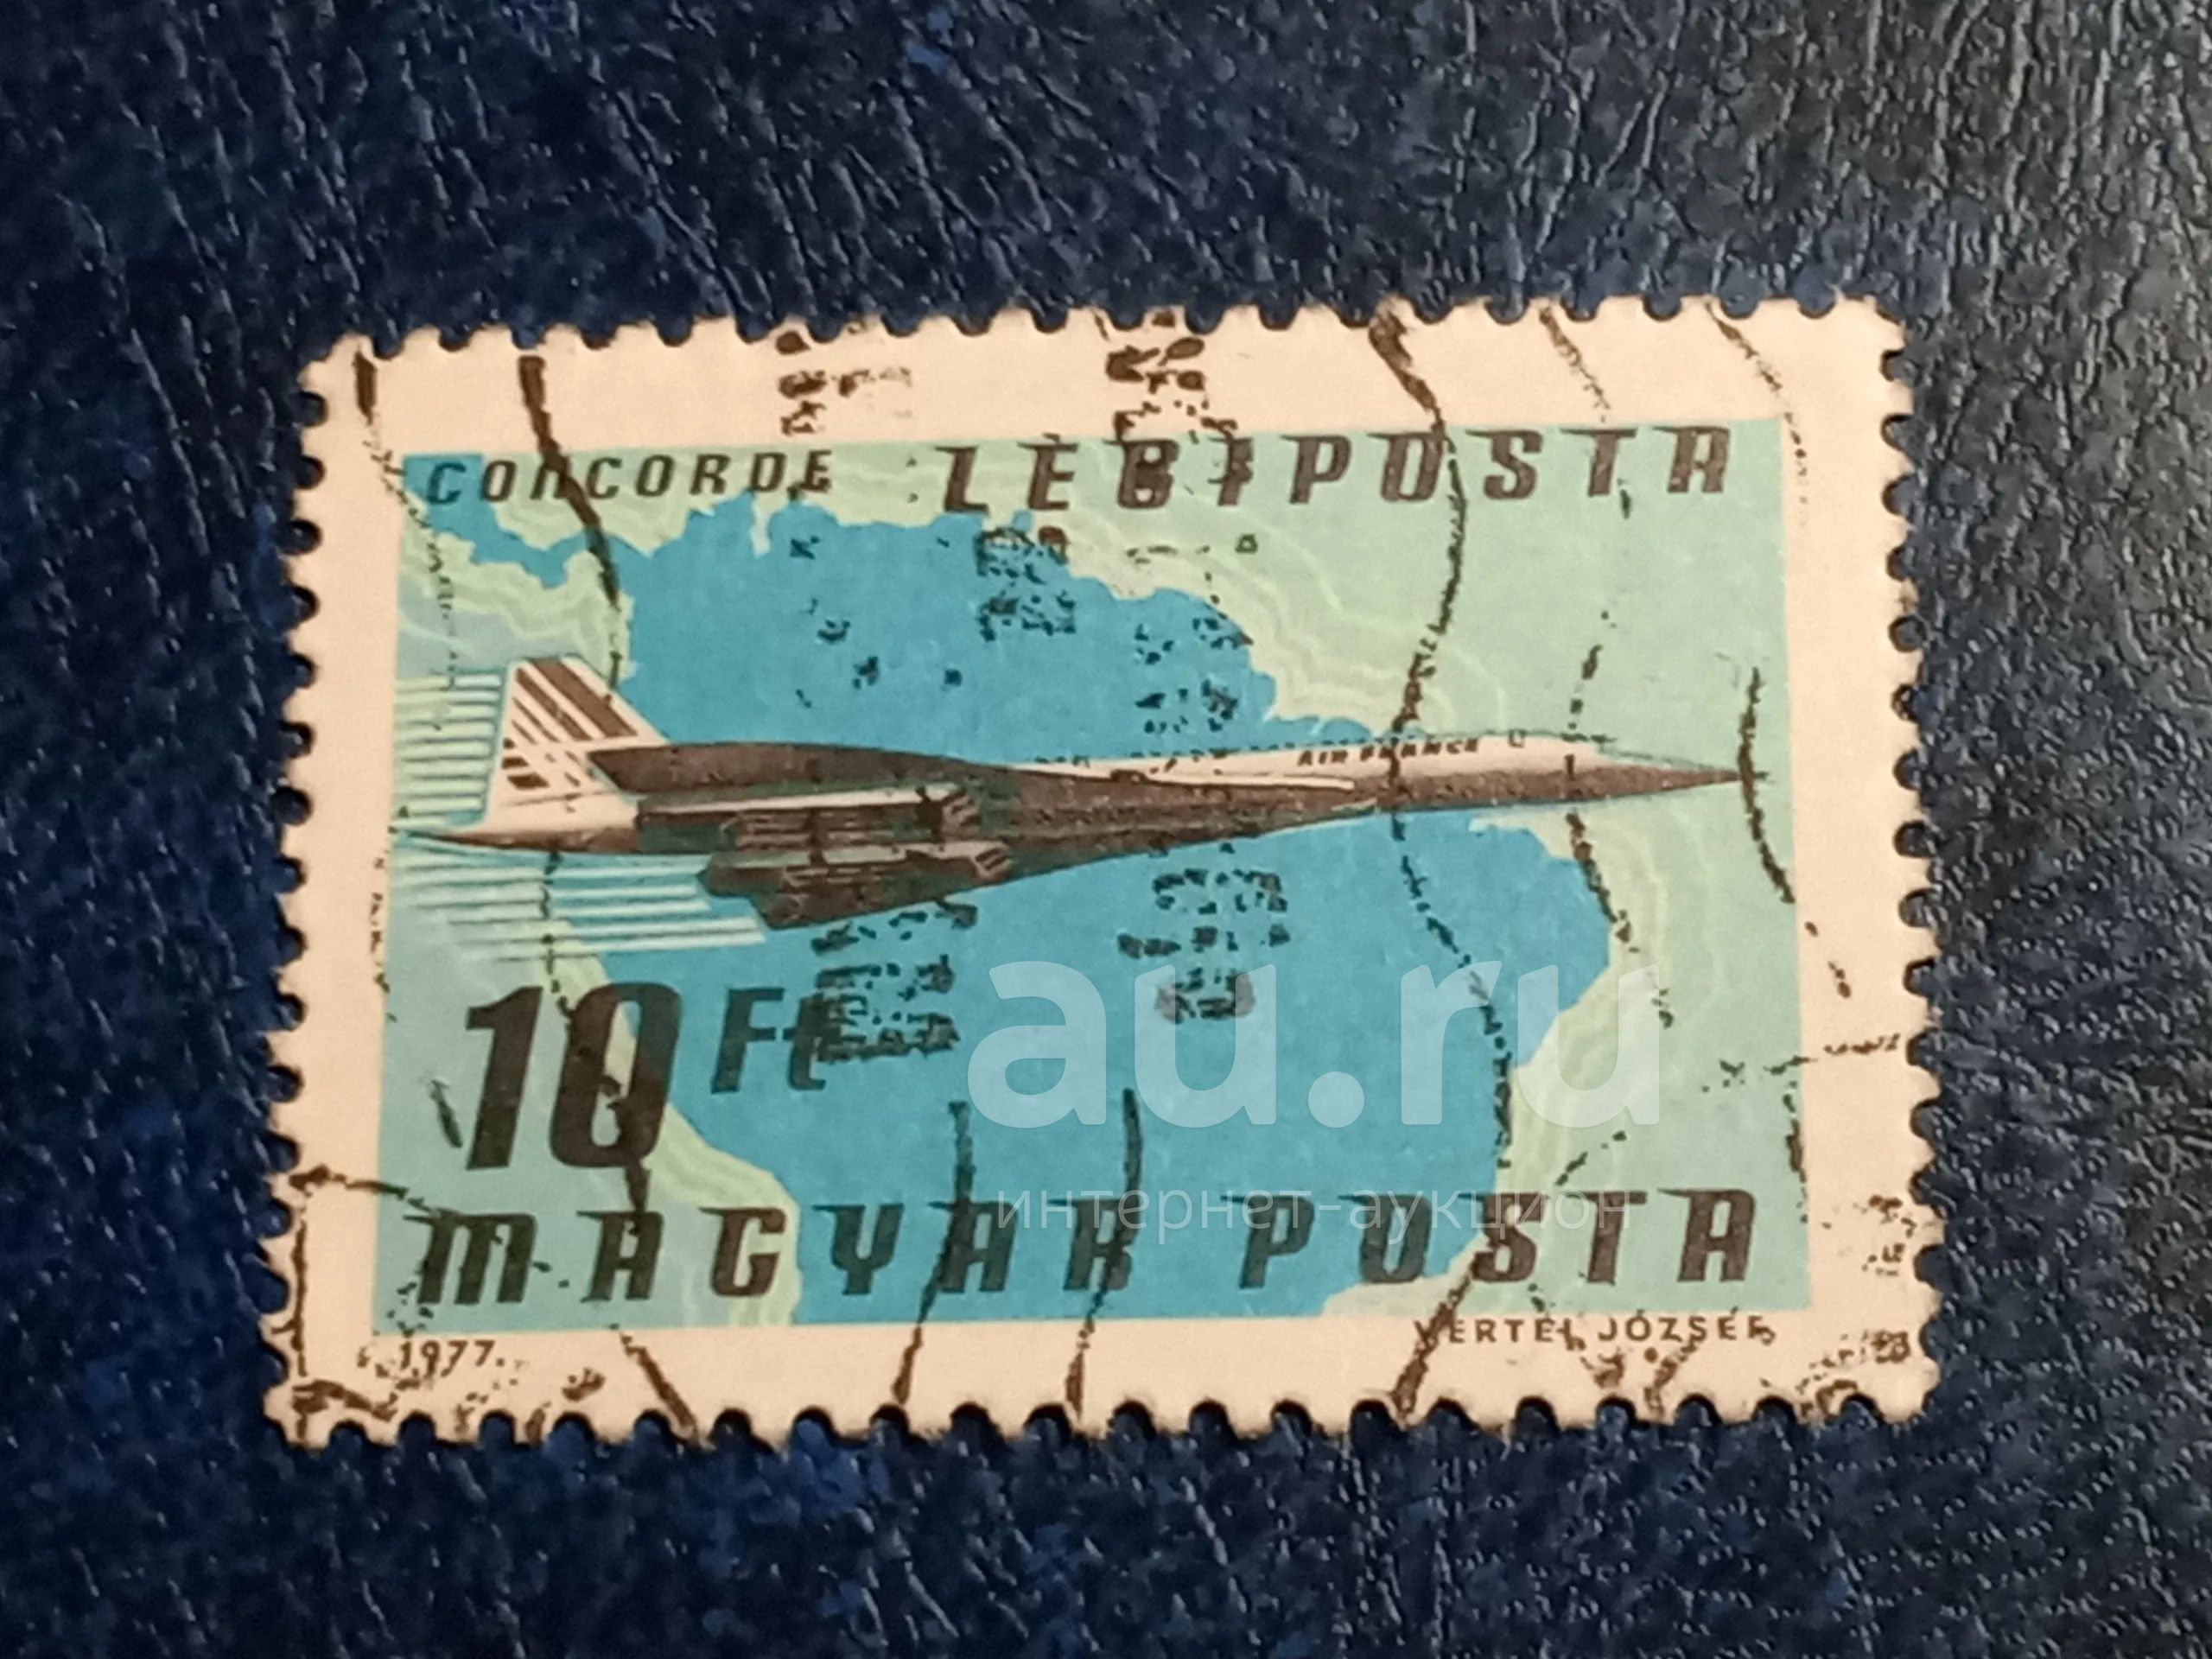 CONCORDE LÉGIPOSTA
AIR FRANCE
10 Ft
au.ru
интернет-аукцион
MAGYAR POSTA
1977. VERTEL JÓZSEF